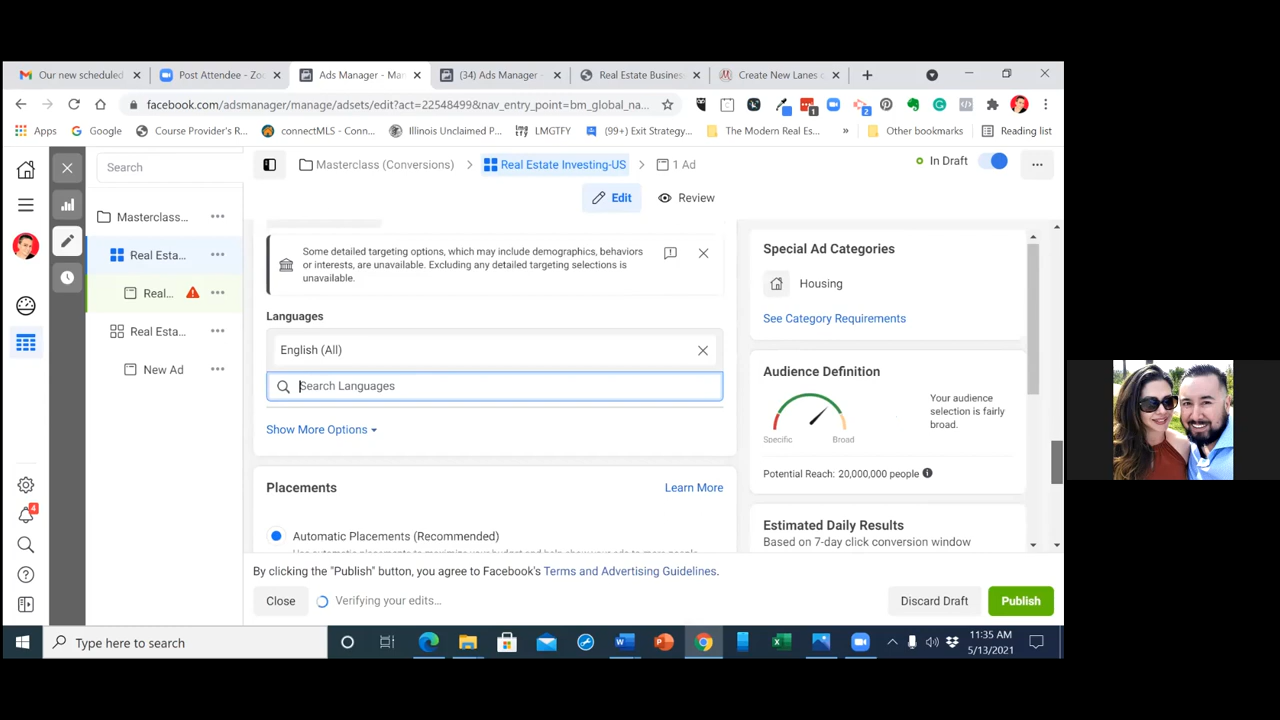 Our new scheduled
Post Attendee - Zo
Ads Manager - Ma
(34) Ads Manager -
Real Estate Busines
Create New Lanes o
facebook.com/adsmanager/manage/adsets/edit?act=22548499&nav_entry_point=bm_global_na...
1
2
Apps
Google
Course Provider's R...
connectMLS - Conn...
Illinois Unclaimed P...
LMGTFY
(99+) Exit Strategy...
The Modern Real Es...
»
Other bookmarks
Reading list
Search
Masterclass (Conversions)
Real Estate Investing-US
1 Ad
In Draft
Edit
Review
Masterclass...
Real Esta...
Real...
Real Esta...
New Ad
Some detailed targeting options, which may include demographics, behaviors
or interests, are unavailable. Excluding any detailed targeting selections is
unavailable.
Languages
English (All)
Search Languages
Show More Options
Placements
Learn More
Automatic Placements (Recommended)
Special Ad Categories
Housing
See Category Requirements
Audience Definition
Specific
Broad
Your audience
selection is fairly
broad.
Potential Reach: 20,000,000 people
Estimated Daily Results
Based on 7-day click conversion window
4
By clicking the "Publish" button, you agree to Facebook's Terms and Advertising Guidelines.
Close
Verifying your edits...
Discard Draft
Publish
Type here to search
11:35 AM
5/13/2021